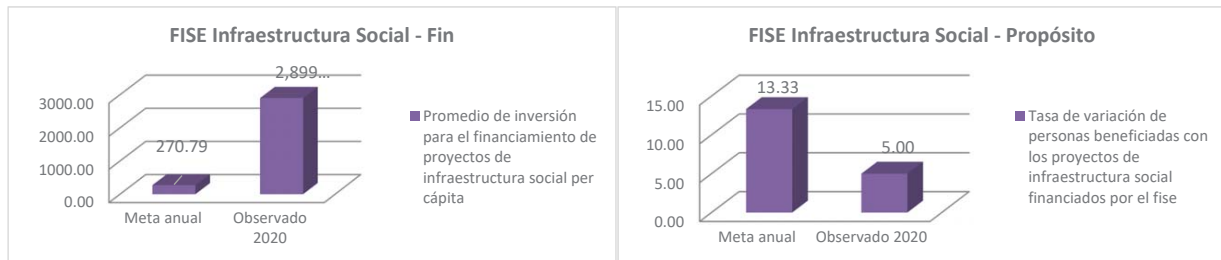 FISE Infraestructura Social - Fin
3000.00
2000.00
1000.00
0.00
270.79
2,899...
Meta anual
Observado
2020
Promedio de inversión
para el financiamiento de
proyectos de
infraestructura social per
cápita
FISE Infraestructura Social - Propósito
15.00
10.00
5.00
0.00
13.33
5.00
Meta anual
Observado 2020
Tasa de variación de
personas beneficiadas con
los proyectos de
infraestructura social
financiados por el fise